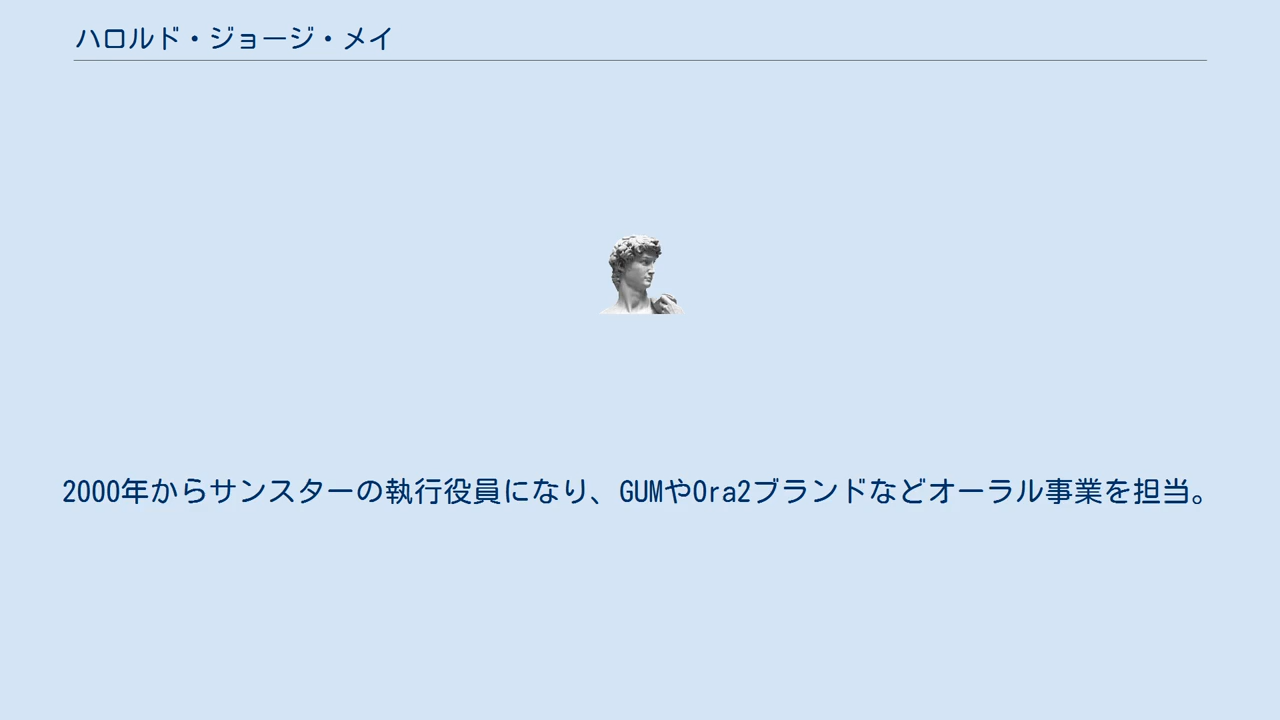 ハロルド・ジョージ・メイ
2000年からサンスターの執行役員になり、GUMやOra2ブランドなどオーラル事業を担当。